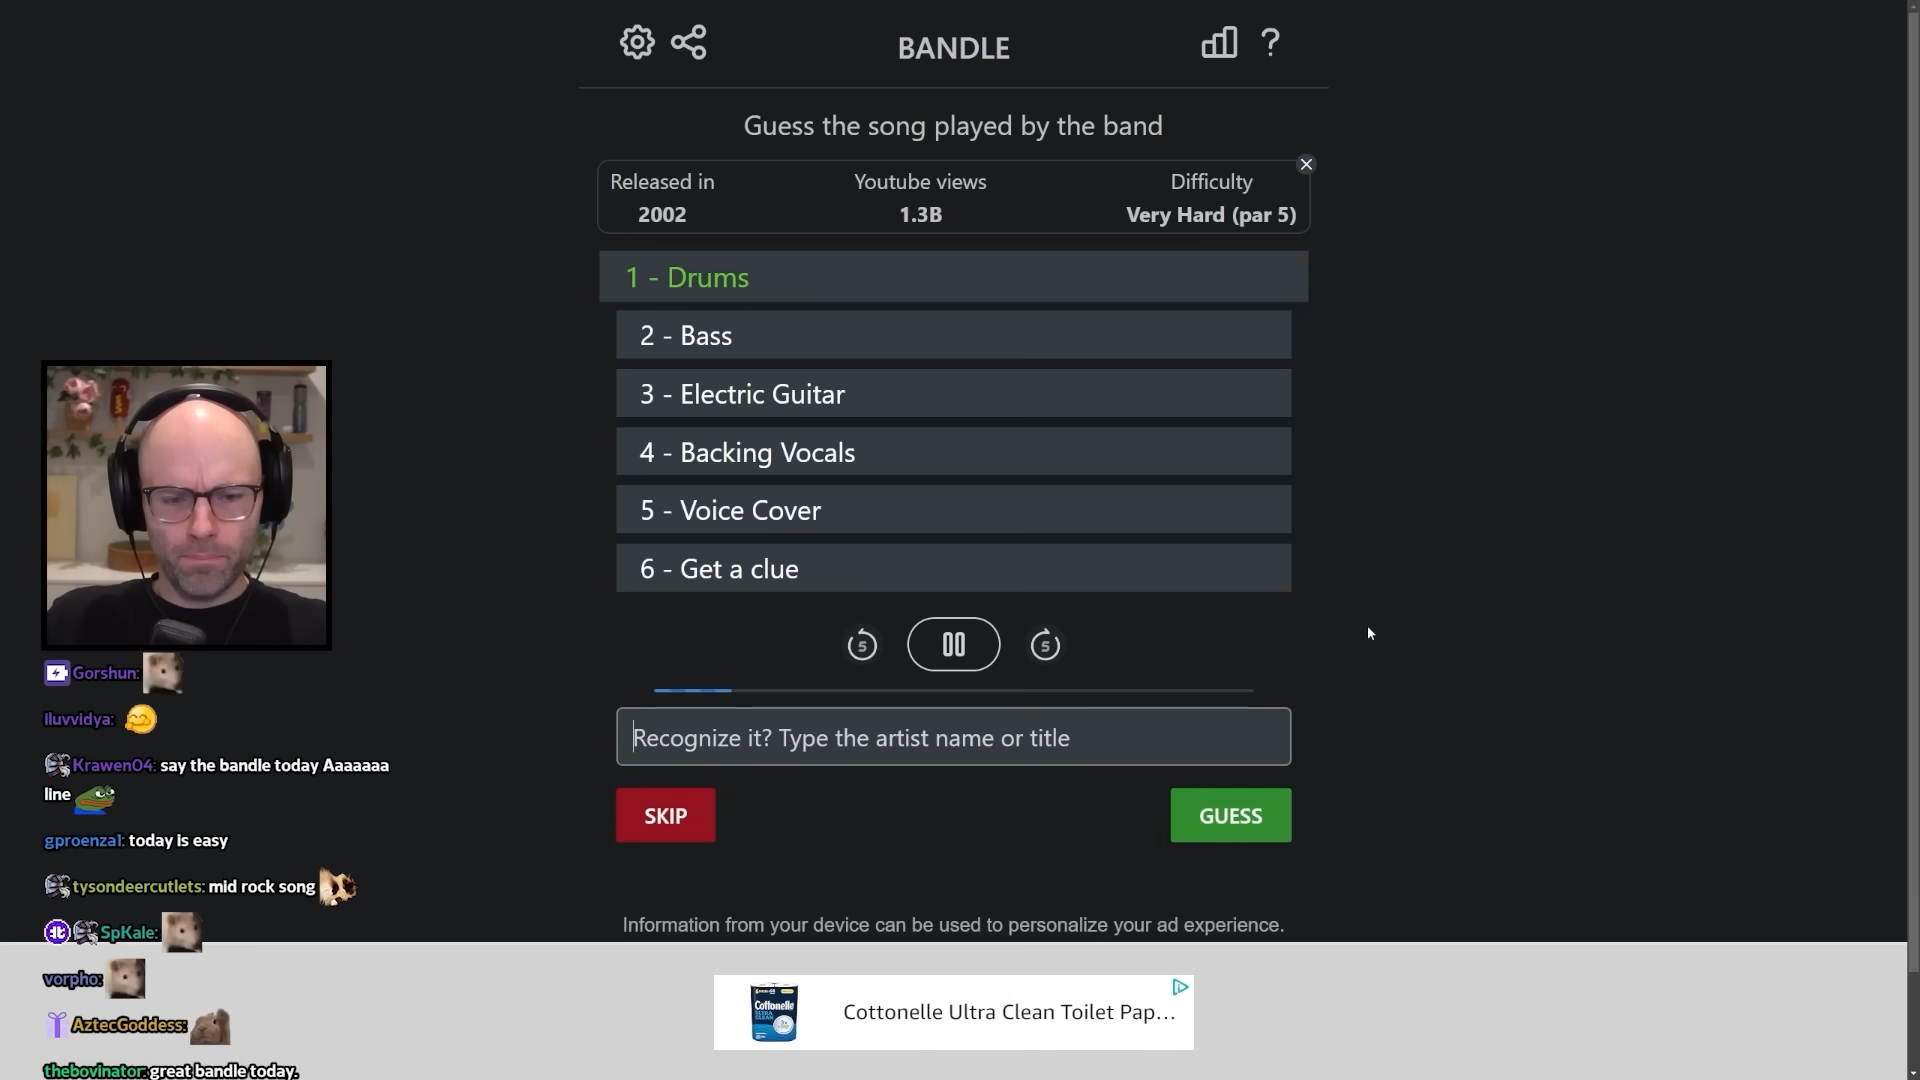 BANDLE
?
Guess the song played by the band
Released in
2002
Youtube views
1.3B
Difficulty
Very Hard (par 5)
1 - Drums
2 - Bass
3 - Electric Guitar
4 - Backing Vocals
5 - Voice Cover
6 - Get a clue
5
5
Recognize it? Type the artist name or title
SKIP
GUESS
Information from your device can be used to personalize your ad experience.
Gorshun:
iluvvidya:
Krawen04: say the bandle today Aaaaaaa
line
gproenza1: today is easy
tysondeercutlets: mid rock song
SpKale:
vorpho:
AztecGoddess:
thebovinator: great bandle today.
Cottonelle
Cottonelle Ultra Clean Toilet Pap...